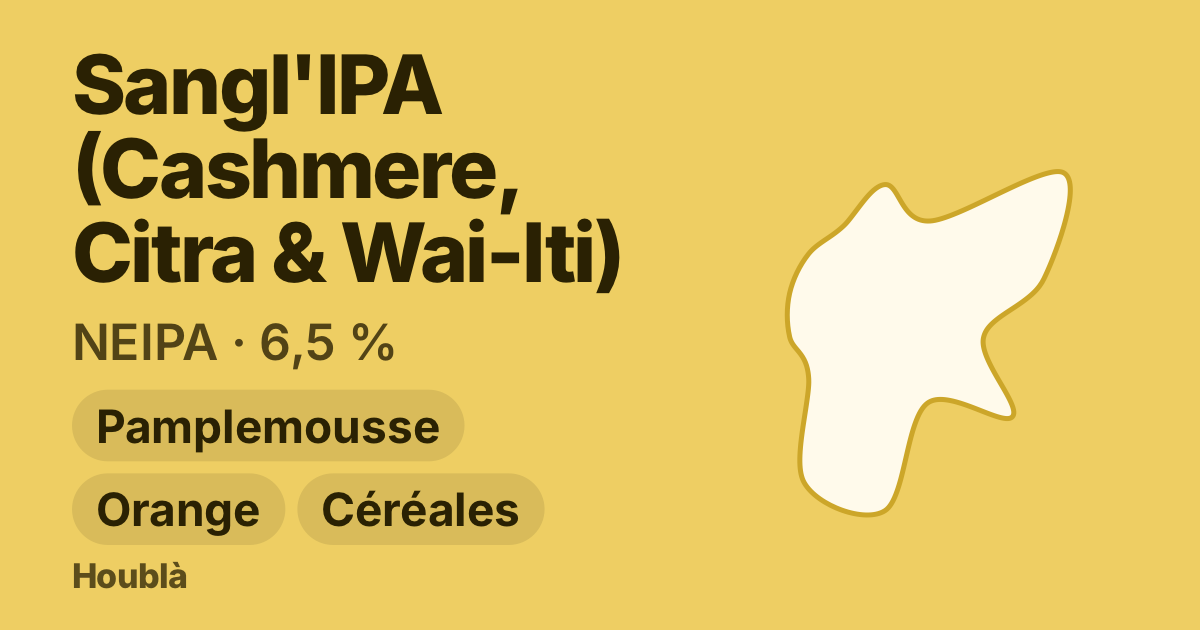 Sangl'IPA
(Cashmere,
Citra & Wai-Iti)
NEIPA · 6,5 %
Pamplemousse
Orange Céréales
Houblà